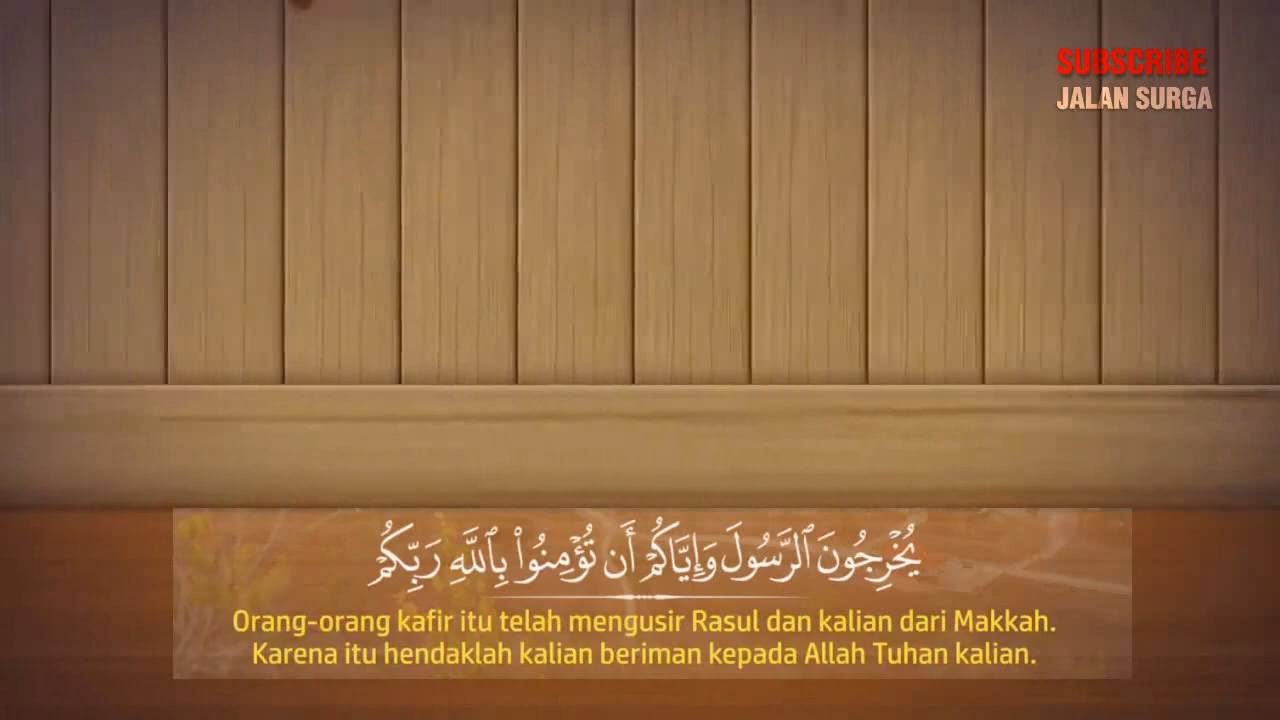 SUBSCRIBE
JALAN SURGA
يُخْرِجُونَ ٱلرَّسُولَ وَإِيَّاكُمْ أَن تُؤْمِنُوا۟ بِٱللَّهِ رَبِّكُمْ
Orang-orang kafir itu telah mengusir Rasul dan kalian dari Makkah.
Karena itu hendaklah kalian beriman kepada Allah Tuhan kalian.